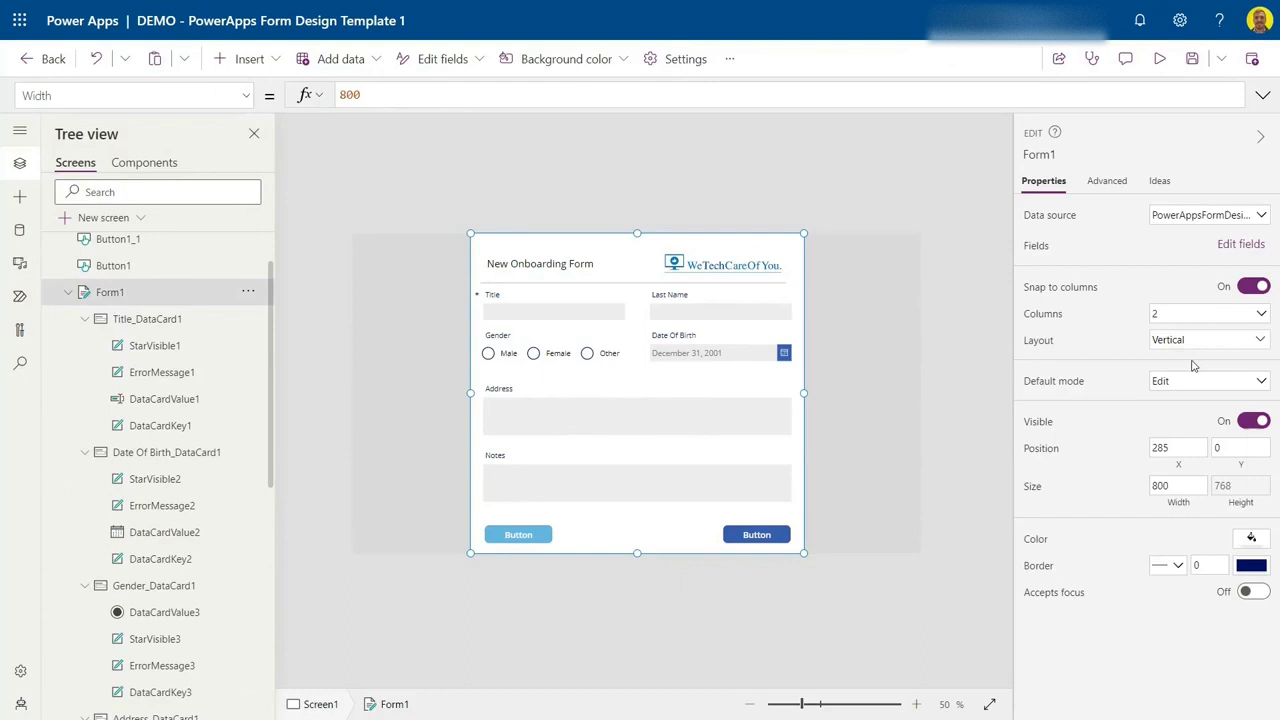 Power Apps | DEMO - PowerApps Form Design Template 1
Back
Insert
Add data
Edit fields
Background color
Settings
Width
=
fx
800
Tree view
Screens
Components
Search
New screen
Button1_1
Button1
Form1
Title_DataCard1
StarVisible1
ErrorMessage1
DataCardValue1
DataCardKey1
Date Of Birth_DataCard1
StarVisible2
ErrorMessage2
DataCardValue2
DataCardKey2
Gender_DataCard1
DataCardValue3
StarVisible3
ErrorMessage3
DataCardKey3
Address_DataCard1
New Onboarding Form
WeTechCareOfYou.
* Title
Last Name
Gender
Date Of Birth
Male
Female
Other
December 31, 2001
Address
Notes
Button
Button
Screen1
Form1
50 %
EDIT
Form1
Properties
Advanced
Ideas
Data source
PowerAppsFormDesi...
Fields
Edit fields
Snap to columns
On
Columns
2
Layout
Vertical
Default mode
Edit
Visible
On
Position
285
0
X
Y
Size
800
768
Width
Height
Color
Border
0
Accepts focus
Off